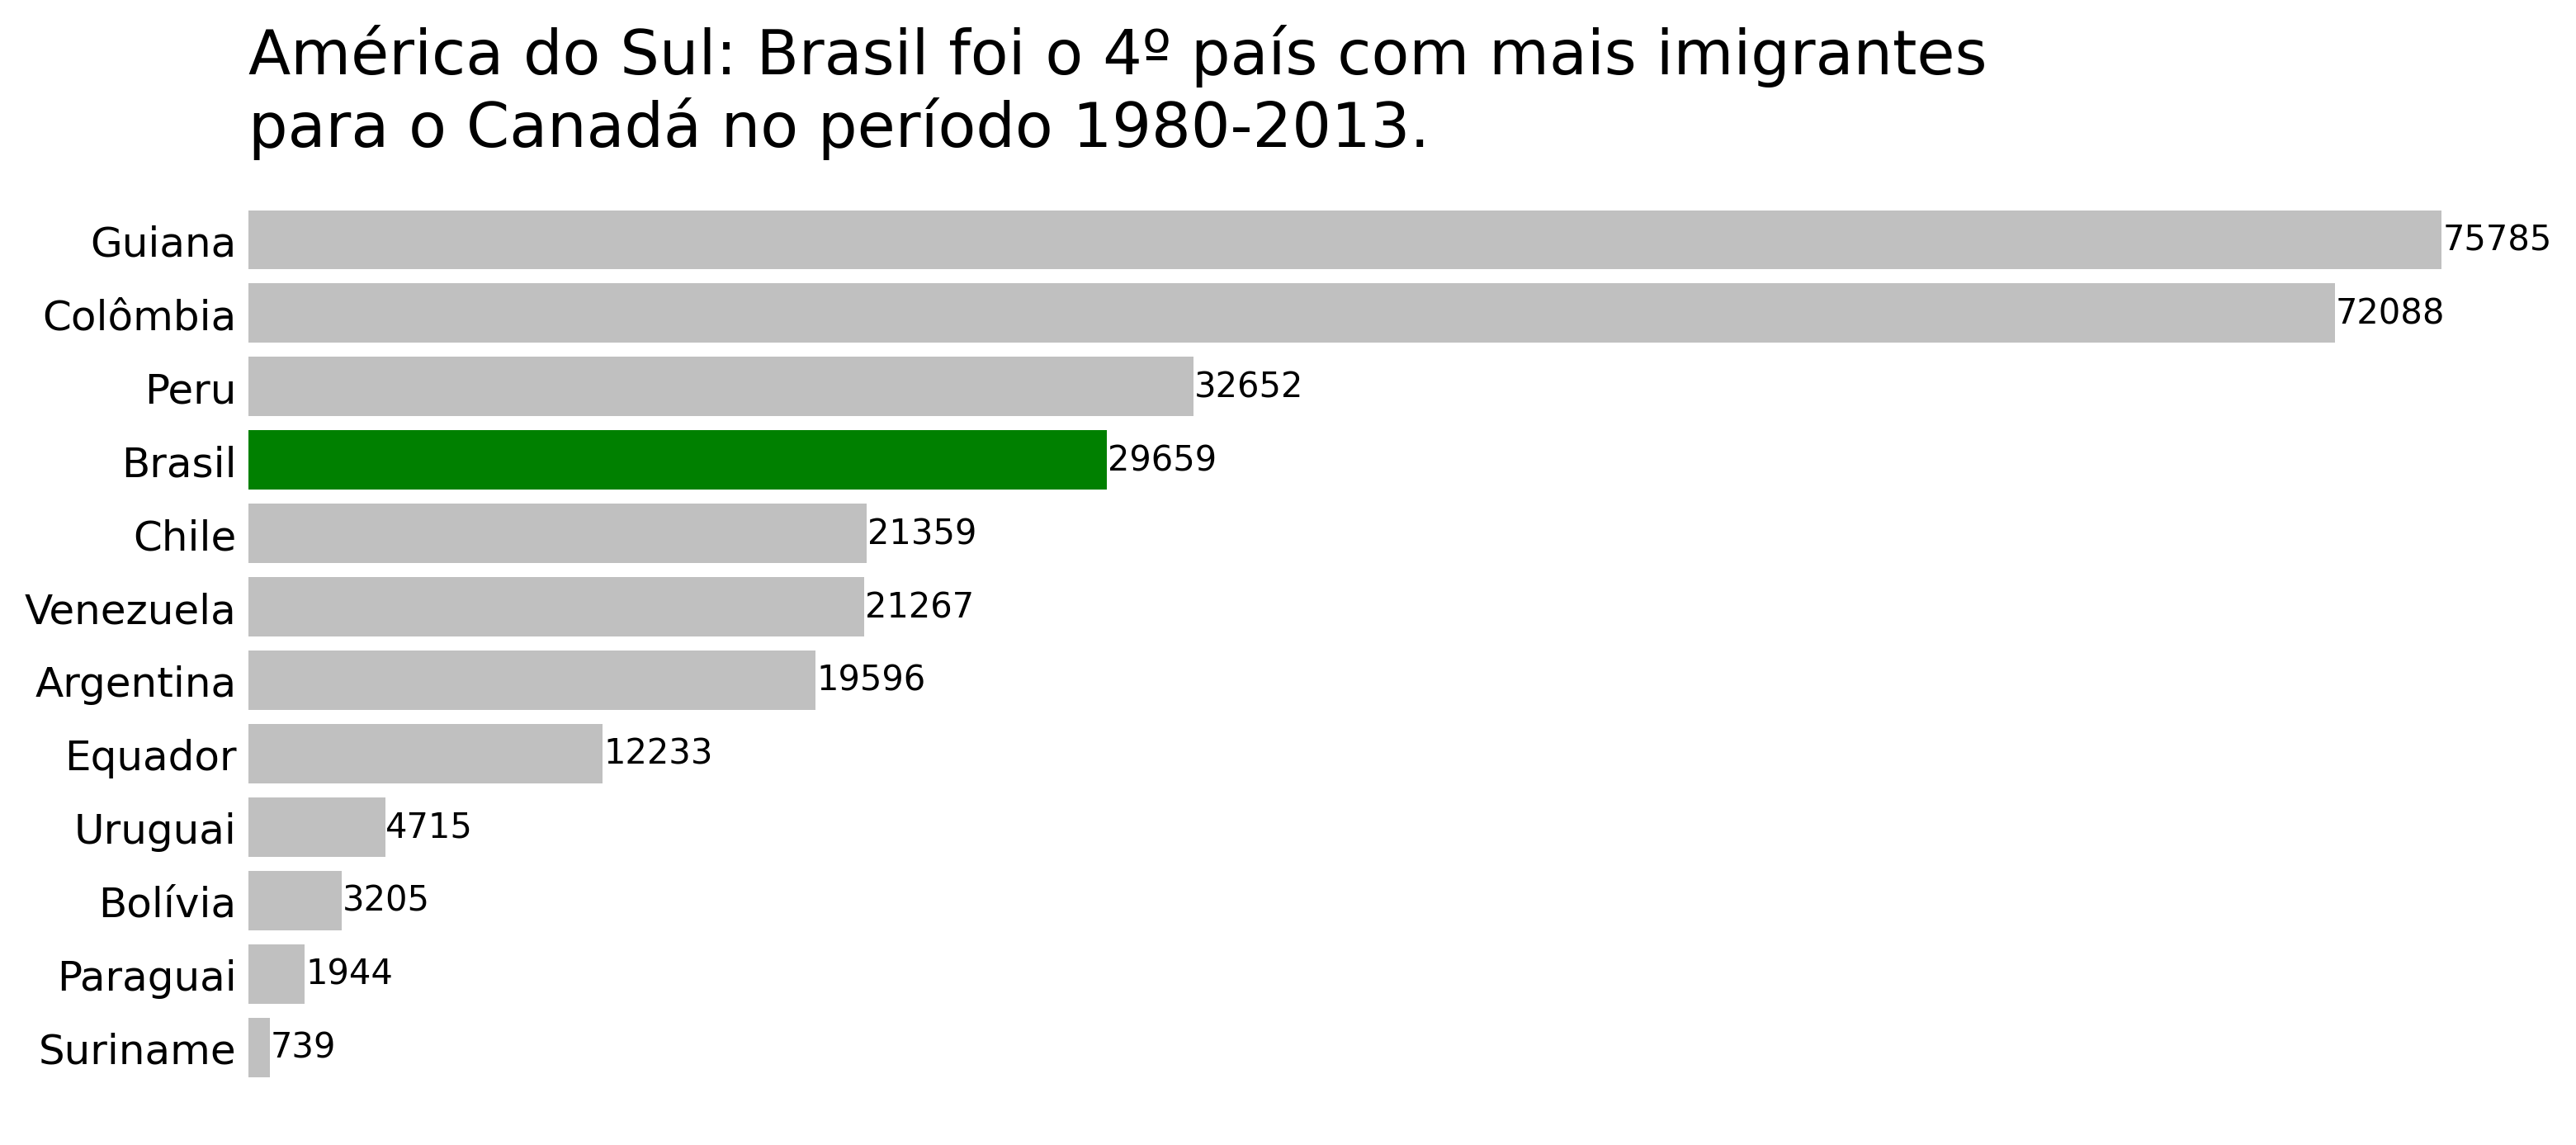 América do Sul: Brasil foi o 4º país com mais imigrantes
para o Canadá no período 1980-2013.
Guiana 75785
Colômbia 72088
Peru 32652
Brasil 29659
Chile 21359
Venezuela 21267
Argentina 19596
Equador 12233
Uruguai 4715
Bolívia 3205
Paraguai 1944
Suriname 739